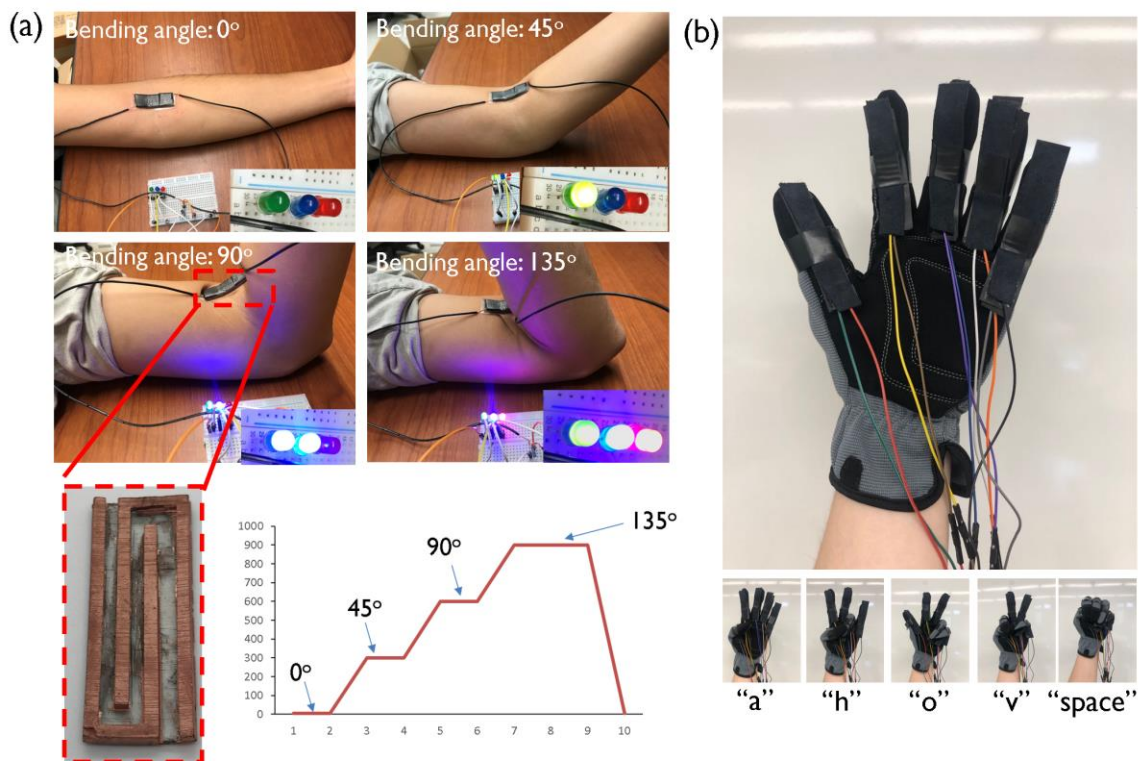 (a)
Bending angle: 0°
Bending angle: 45°
Bending angle: 90°
Bending angle: 135°
1000
900
800
700
600
500
400
300
200
100
0
0°
45°
90°
135°
1 2 3 4 5 6 7 8 9 10
(b)
“a” “h” “o” “v” “space”